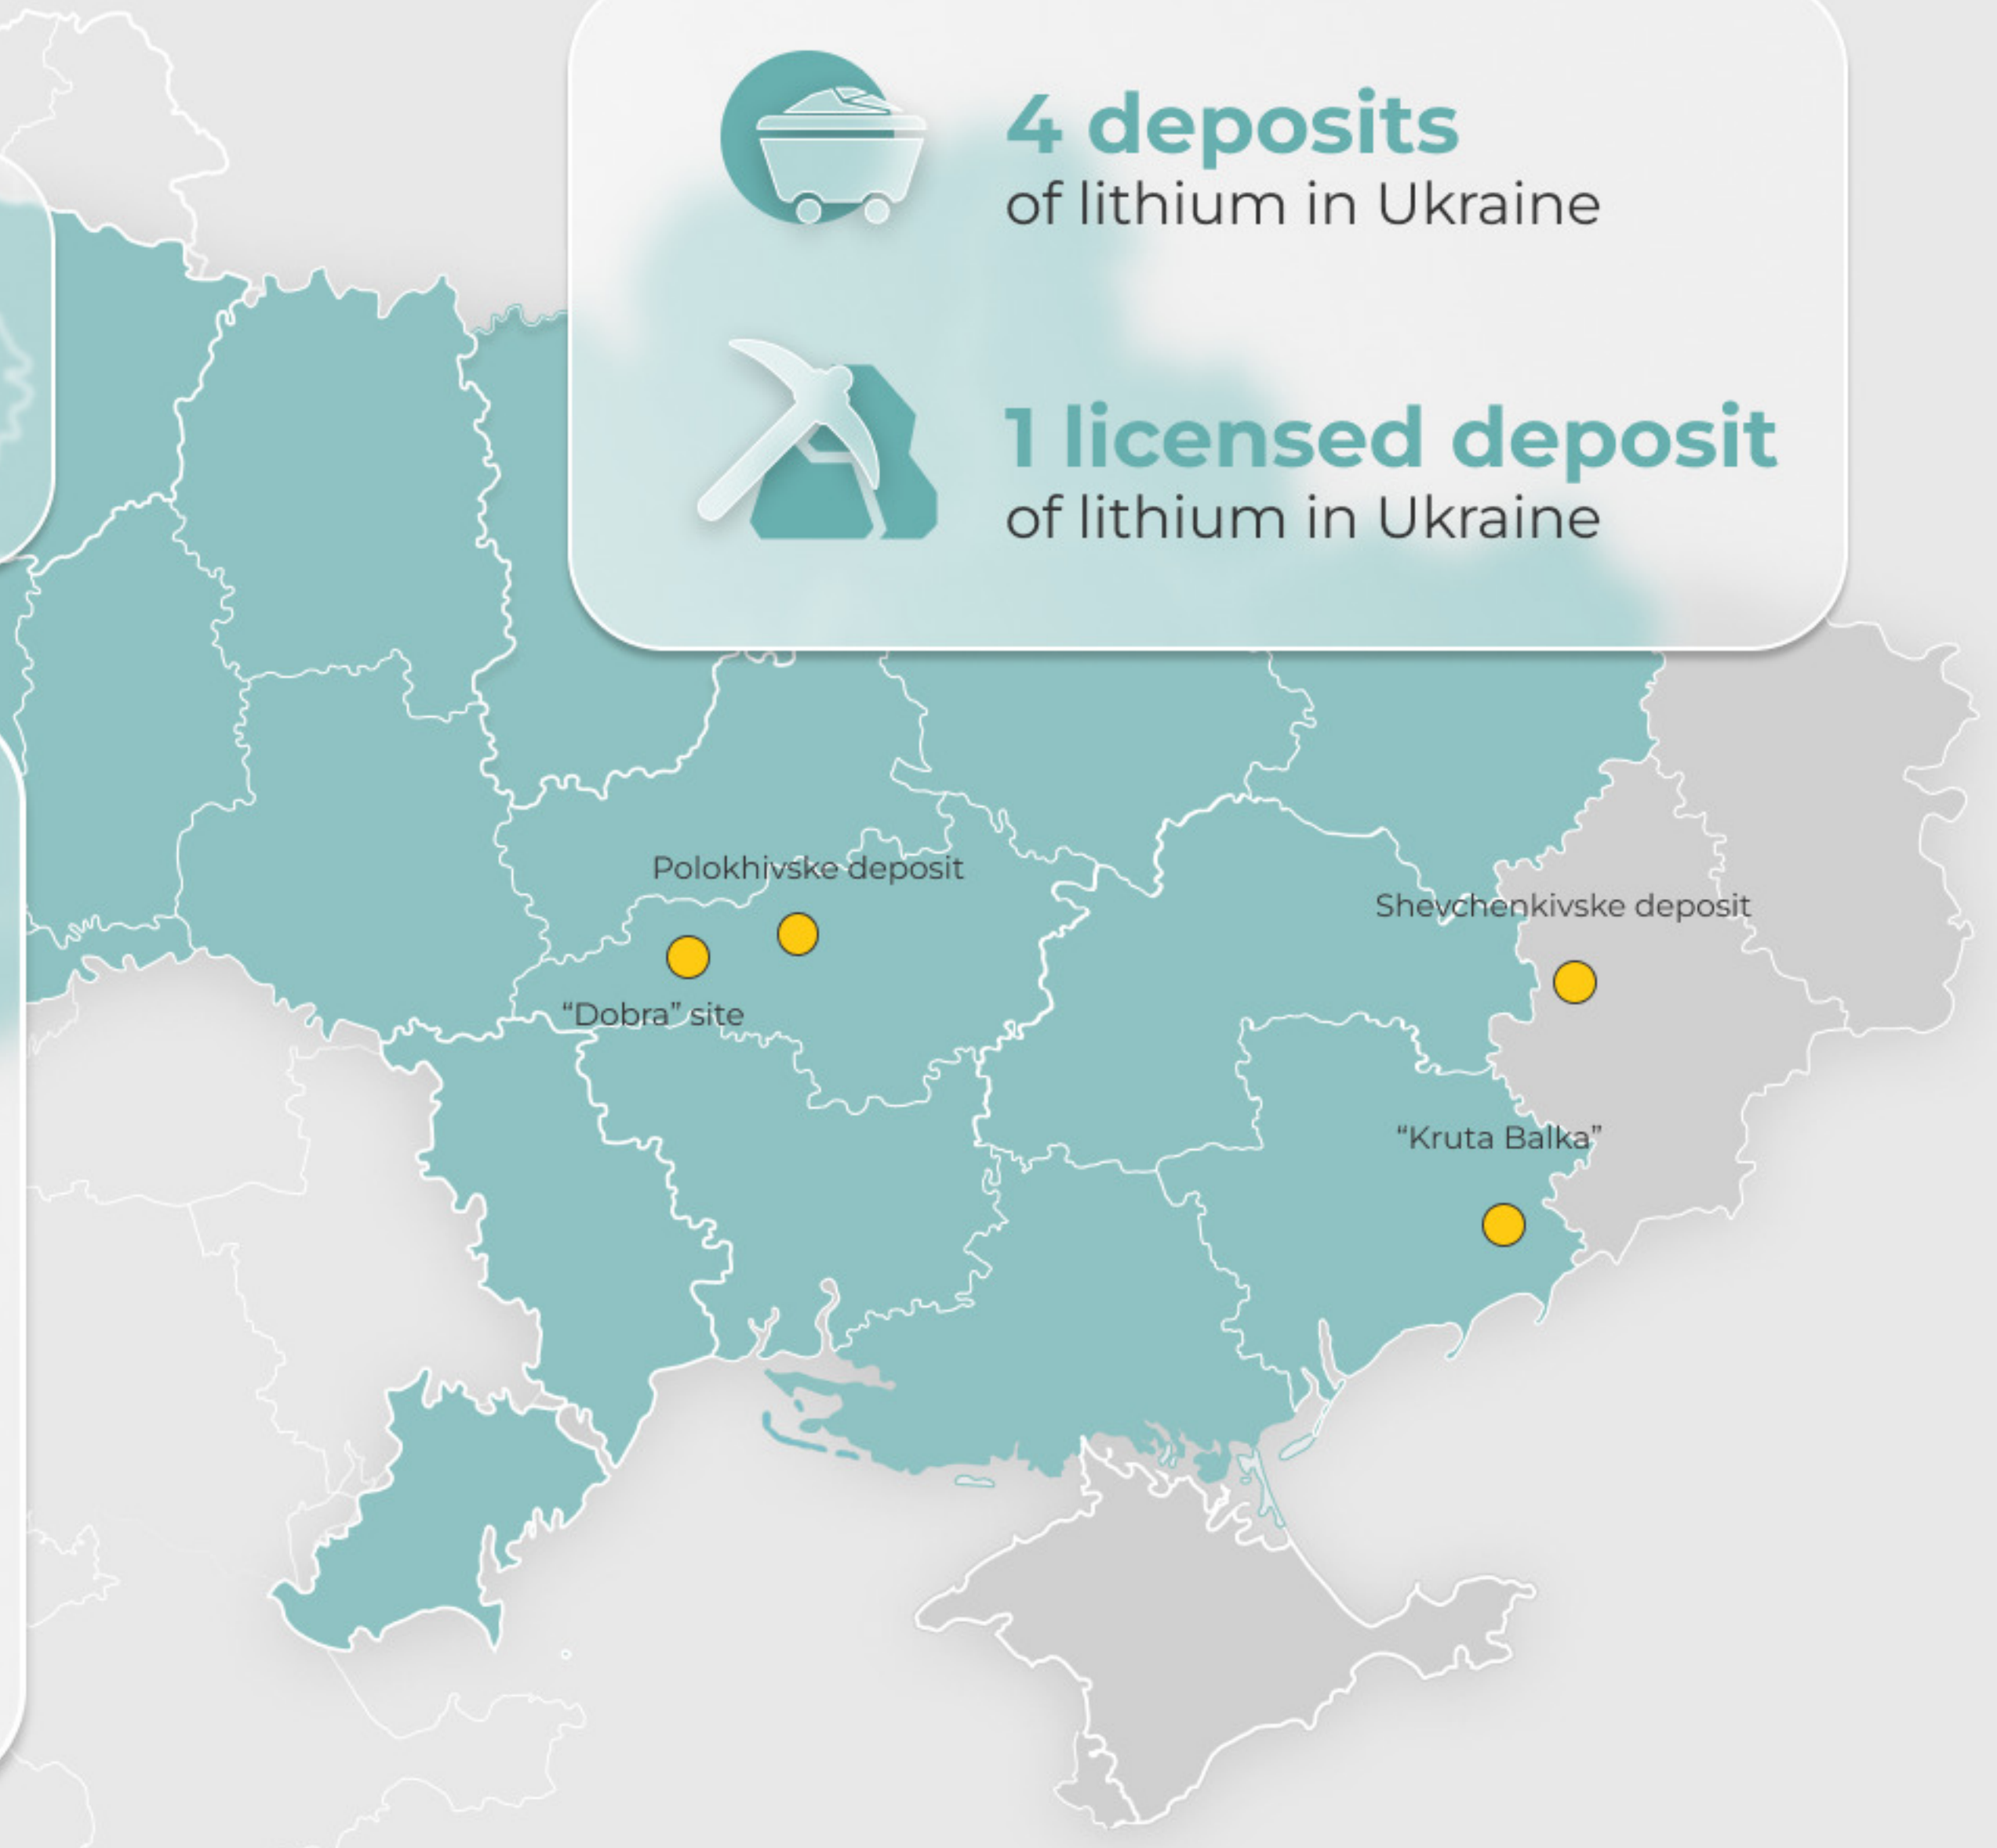 4 deposits
of lithium in Ukraine
1 licensed deposit
of lithium in Ukraine
Polokhivske deposit
Shevchenkivske deposit
“Dobra” site
“Kruta Balka”